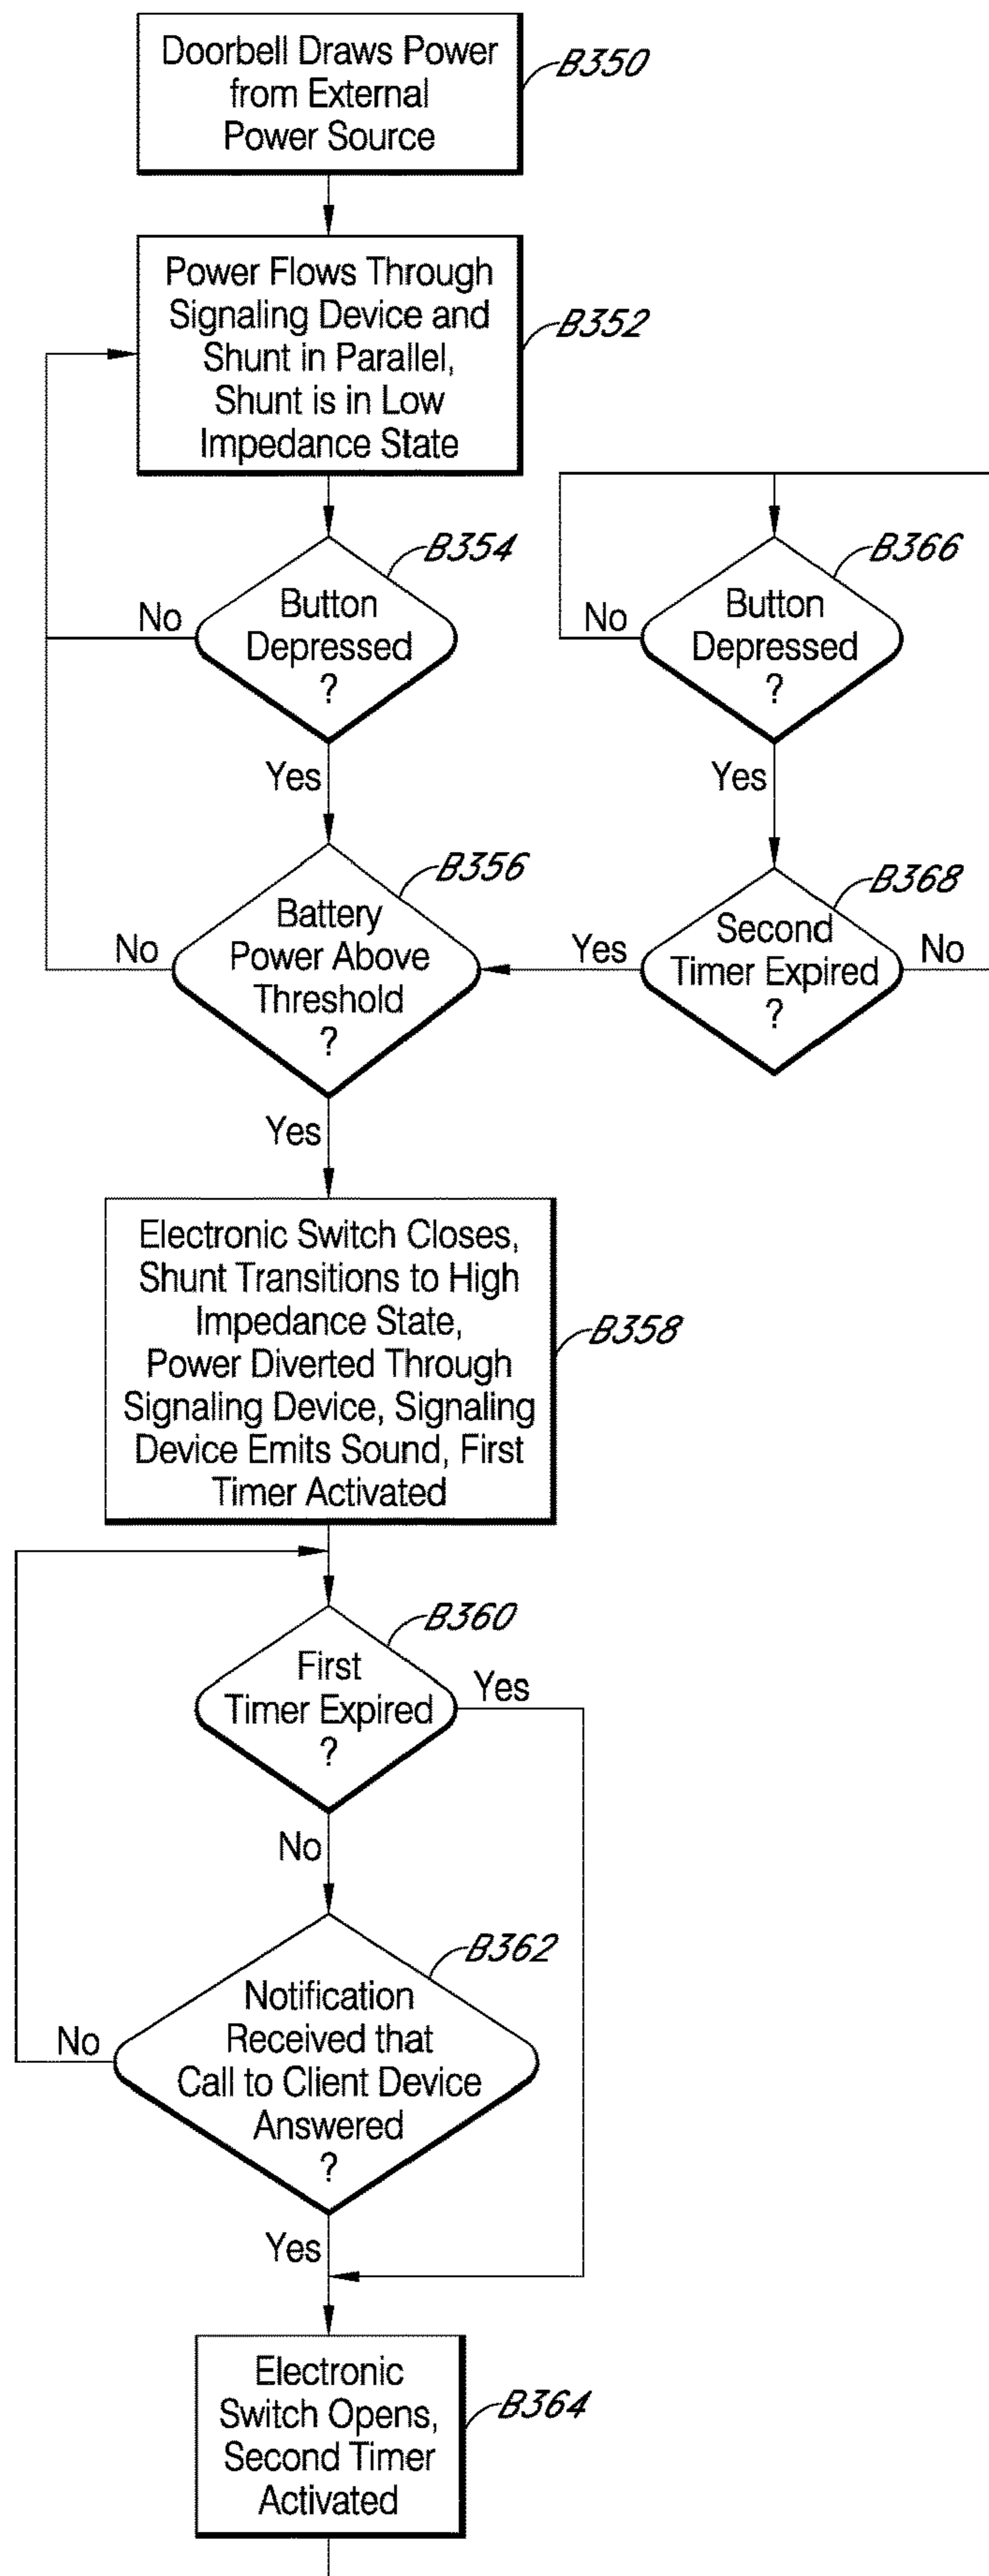 Doorbell Draws Power
from External
Power Source
B350
Power Flows Through
Signaling Device and
Shunt in Parallel,
Shunt is in Low
Impedance State
B352
Button
Depressed
?
B354
No
Yes
Button
Depressed
?
B366
No
Yes
Battery
Power Above
Threshold
?
B356
No
Yes
Second
Timer Expired
?
B368
Yes
No
Electronic Switch Closes,
Shunt Transitions to High
Impedance State,
Power Diverted Through
Signaling Device, Signaling
Device Emits Sound, First
Timer Activated
B358
First
Timer Expired
?
B360
Yes
No
Notification
Received that
Call to Client Device
Answered
?
B362
No
Yes
Electronic
Switch Opens,
Second Timer
Activated
B364